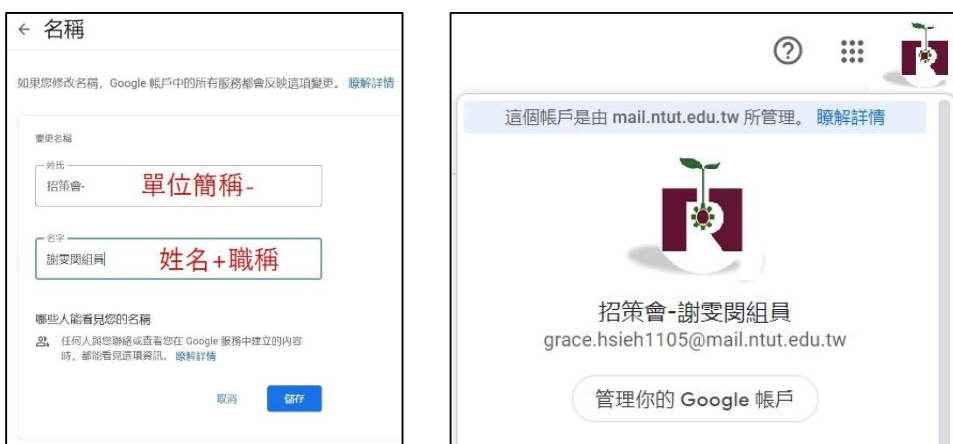 ← 名稱
如果您修改名稱，Google 帳戶中的所有服務都會反映這項變更。 瞭解詳情
變更名稱
姓氏
招策會- 單位簡稱-
名字
謝雯閔組員 姓名+職稱
哪些人能看見您的名稱
任何人與您聯絡或查看您在 Google 服務中建立的內容
時，都能看見這項資訊。 瞭解詳情
取消 儲存
這個帳戶是由 mail.ntut.edu.tw 所管理。 瞭解詳情
招策會-謝雯閔組員
grace.hsieh1105@mail.ntut.edu.tw
管理你的 Google 帳戶